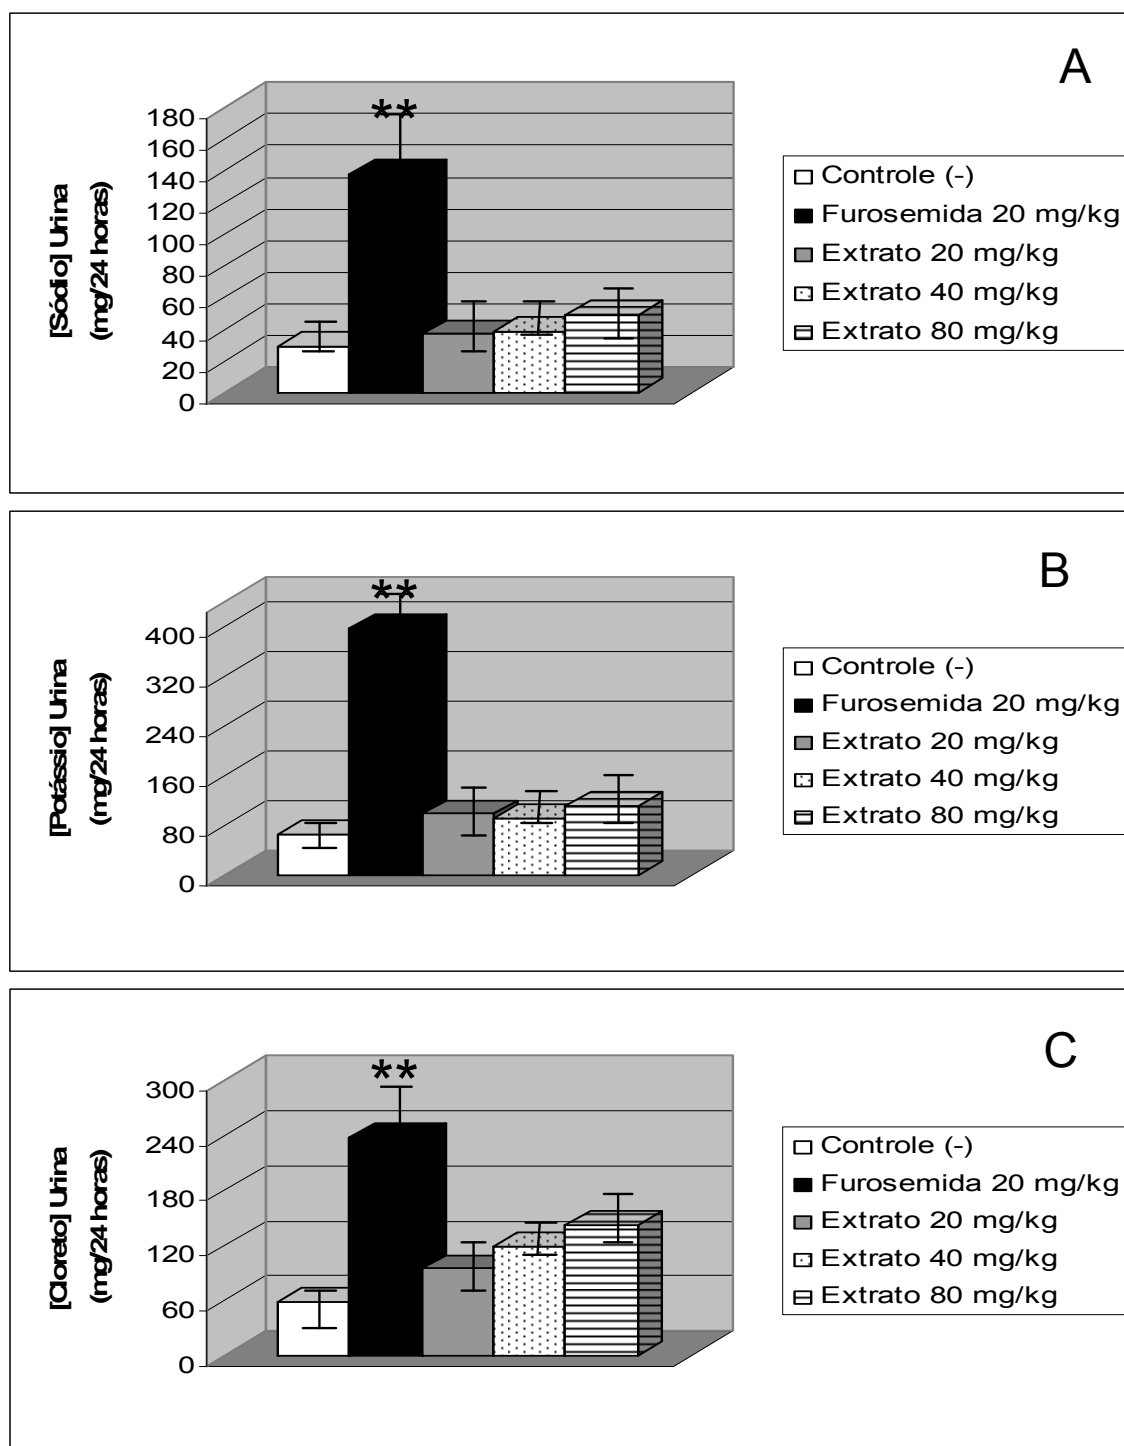 A
**
180
160
140
120
100
80
60
40
20
0
[Sódio] Urina
(mg/24 horas)
Controle (-)
Furosemida 20 mg/kg
Extrato 20 mg/kg
Extrato 40 mg/kg
Extrato 80 mg/kg
B
**
400
320
240
160
80
0
[Potássio] Urina
(mg/24 horas)
Controle (-)
Furosemida 20 mg/kg
Extrato 20 mg/kg
Extrato 40 mg/kg
Extrato 80 mg/kg
C
**
300
240
180
120
60
0
[Cloreto] Urina
(mg/24 horas)
Controle (-)
Furosemida 20 mg/kg
Extrato 20 mg/kg
Extrato 40 mg/kg
Extrato 80 mg/kg